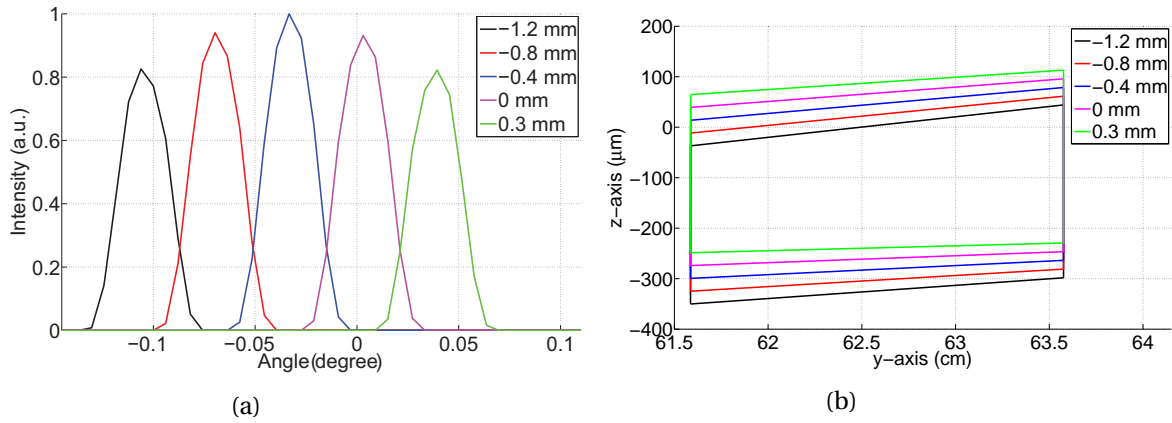 1
0.8
0.6
0.4
0.2
0
Intensity (a.u.)
−0.1
−0.05
0
0.05
0.1
Angle(degree)
−1.2 mm
−0.8 mm
−0.4 mm
0 mm
0.3 mm
(a)
200
100
0
−100
−200
−300
−400
z−axis (µm)
61.5
62
62.5
63
63.5
64
y−axis (cm)
−1.2 mm
−0.8 mm
−0.4 mm
0 mm
0.3 mm
(b)